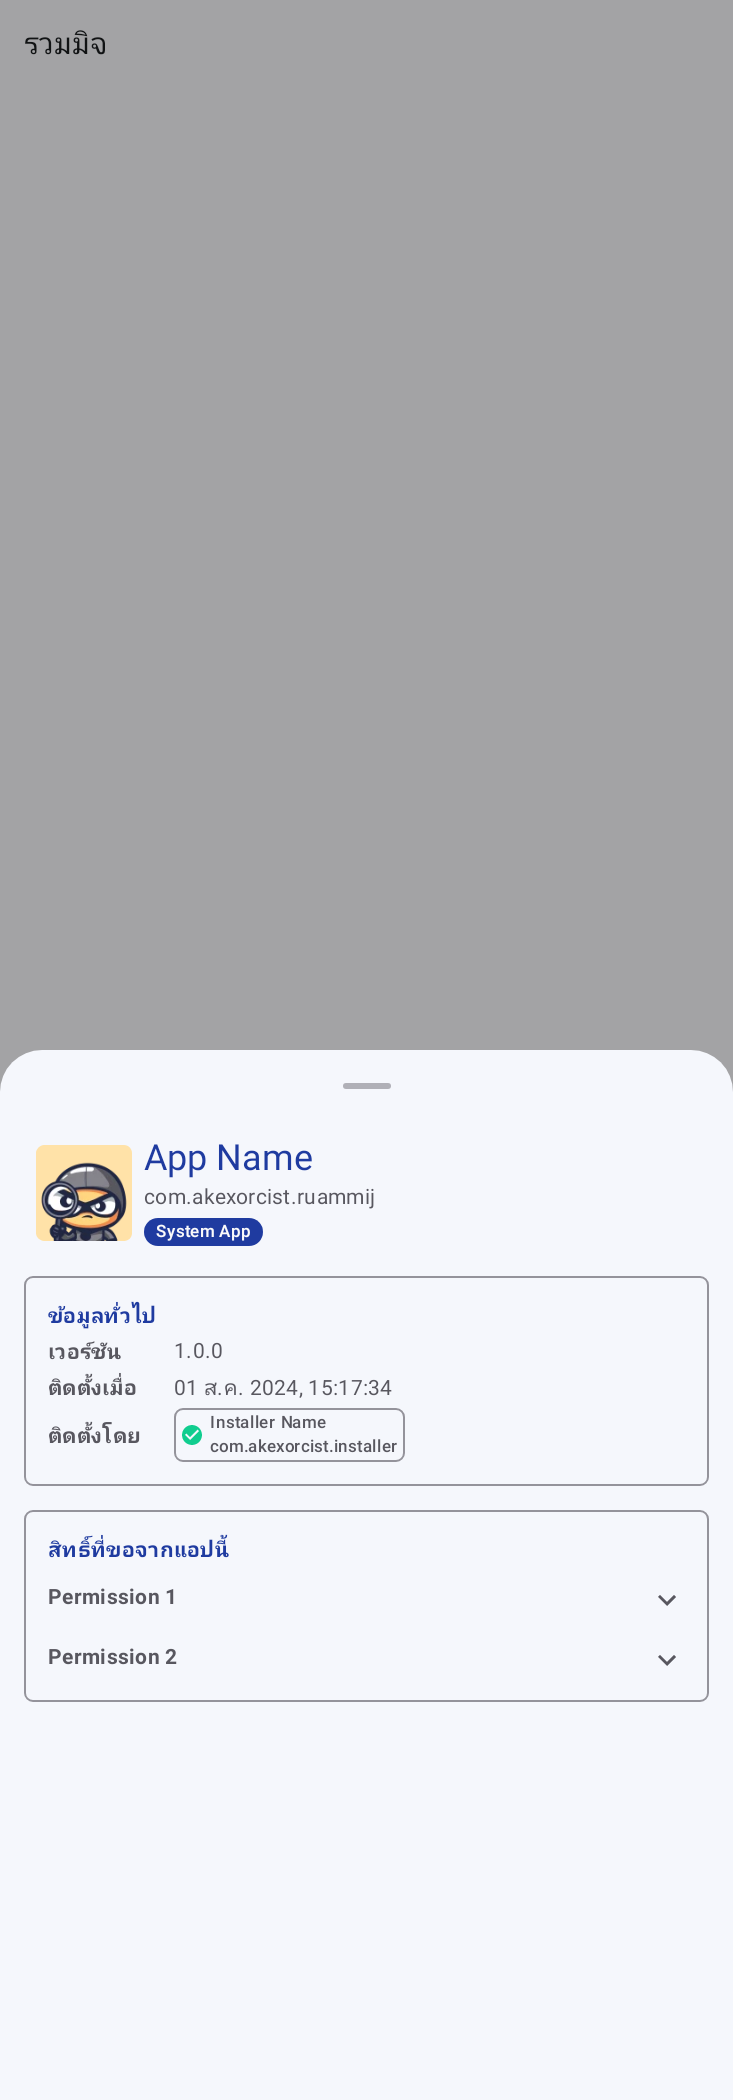 รวมมิจ
App Name
com.akexorcist.ruammij
System App
ข้อมูลทั่วไป
เวอร์ชัน 1.0.0
ติดตั้งเมื่อ 01 ส.ค. 2024, 15:17:34
ติดตั้งโดย Installer Name
com.akexorcist.installer
สิทธิ์ที่ขอจากแอปนี้
Permission 1
Permission 2